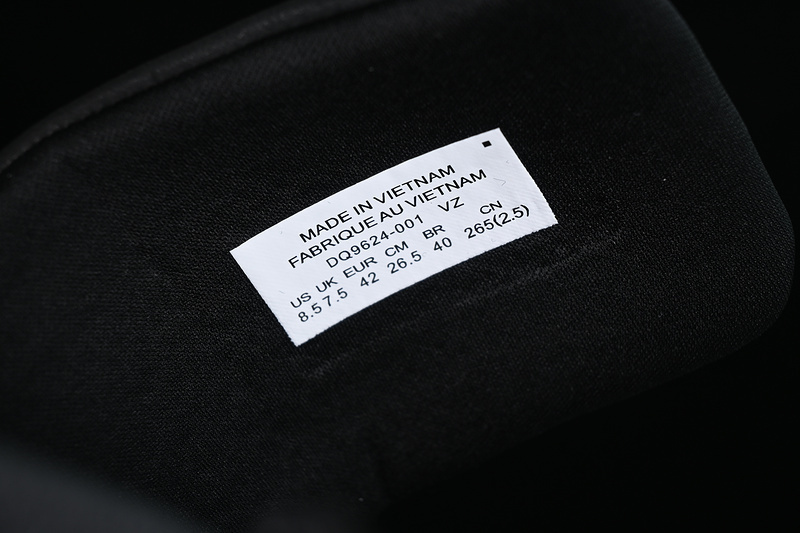 MADE IN VIETNAM
FABRIQUE AU VIETNAM
DQ9624-001 VZ
US UK EUR CM BR CN
8.5 7.5 42 26.5 40 265(2.5)